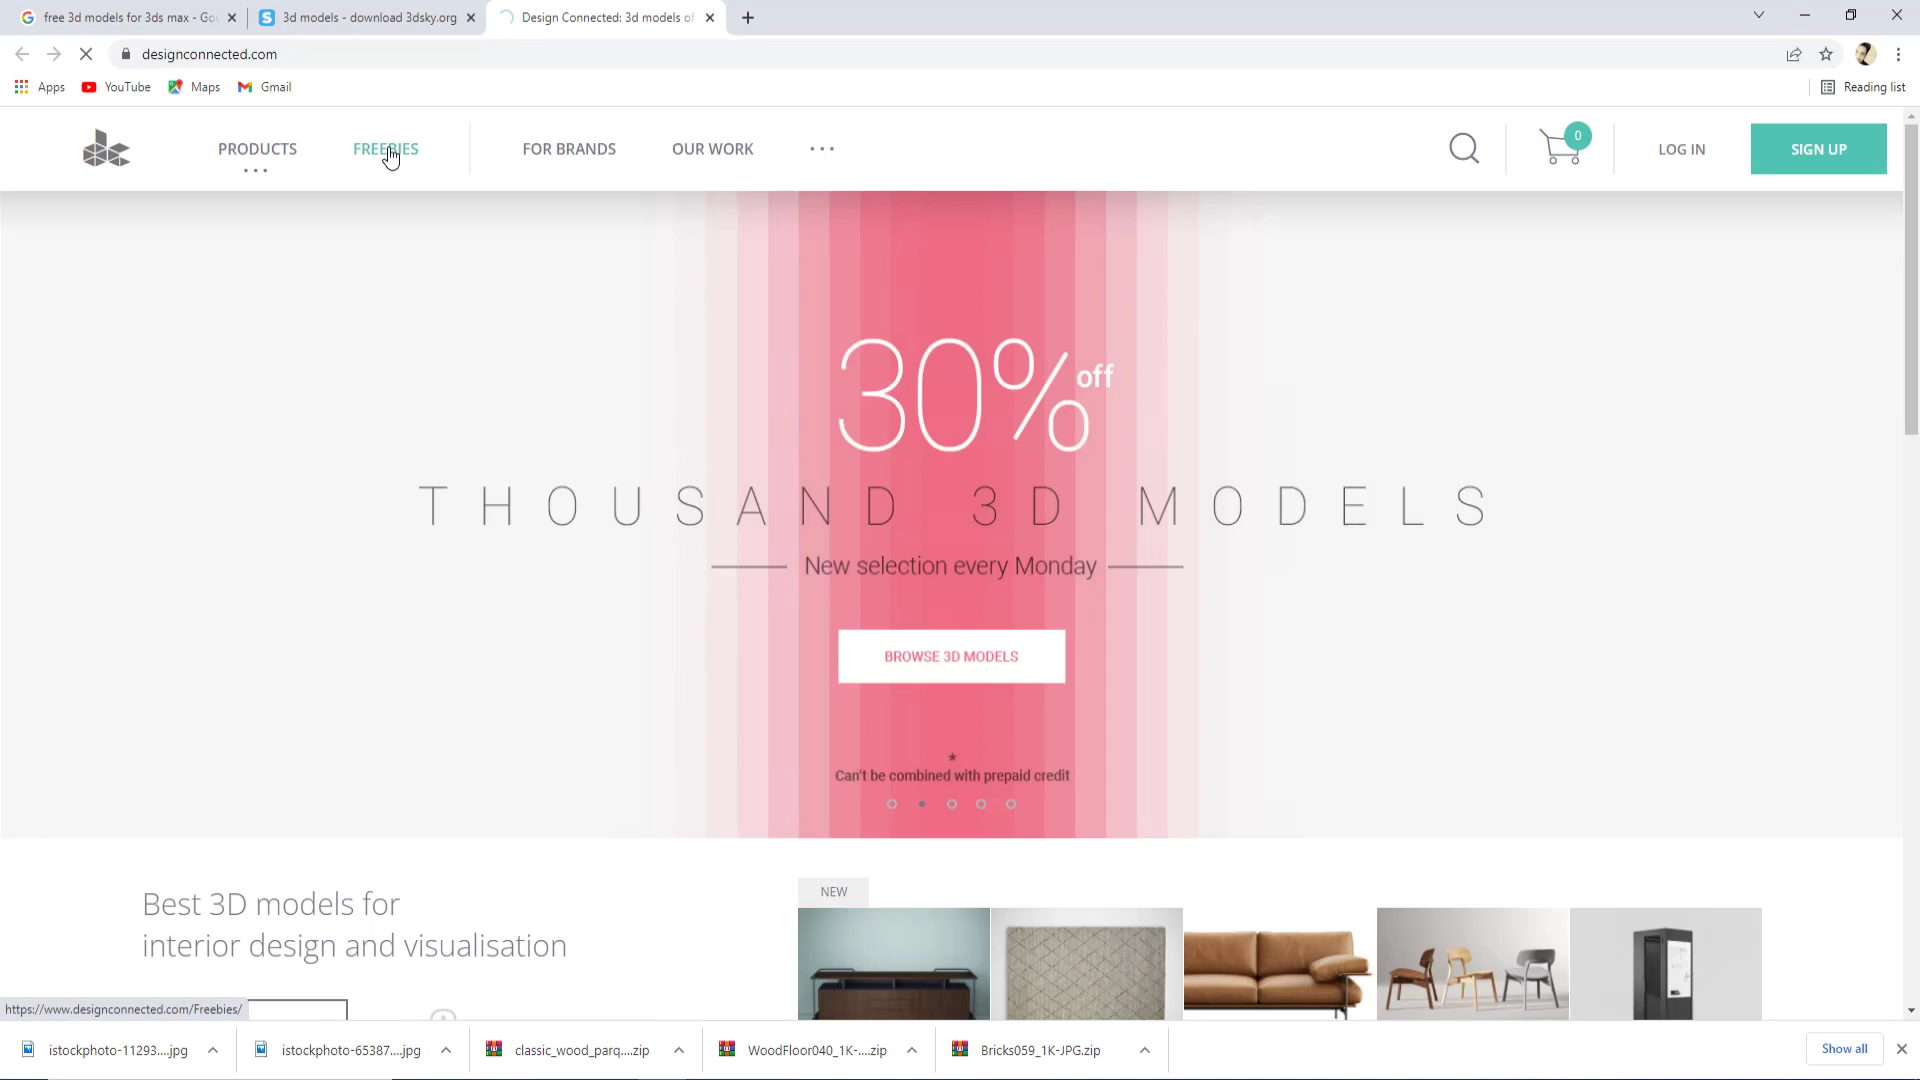 free 3d models for 3ds max - Go
3d models - download 3dsky.org
Design Connected: 3d models of
designconnected.com
Apps
YouTube
Maps
Gmail
Reading list
PRODUCTS
FREEBIES
FOR BRANDS
OUR WORK
0
LOG IN
SIGN UP
30% off
THOUSAND 3D MODELS
New selection every Monday
BROWSE 3D MODELS
*
Can't be combined with prepaid credit
Best 3D models for
interior design and visualisation
NEW
https://www.designconnected.com/Freebies/
istockphoto-11293....jpg
istockphoto-65387....jpg
classic_wood_parq....zip
WoodFloor040_1K-....zip
Bricks059_1K-JPG.zip
Show all